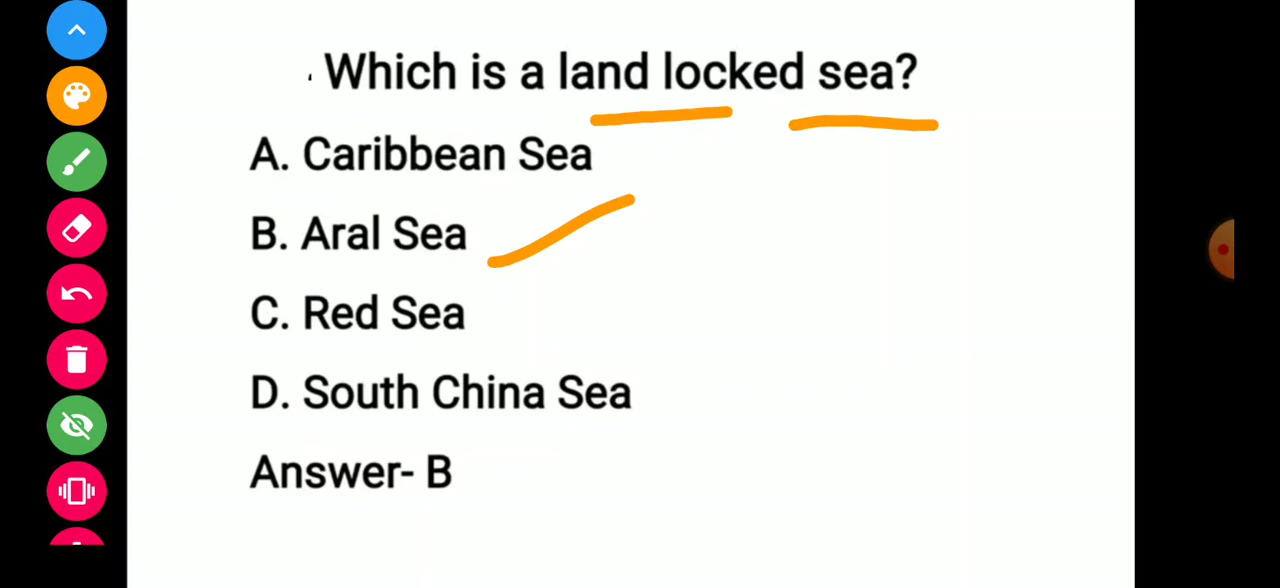 Which is a land locked sea?
A. Caribbean Sea
B. Aral Sea
C. Red Sea
D. South China Sea
Answer- B